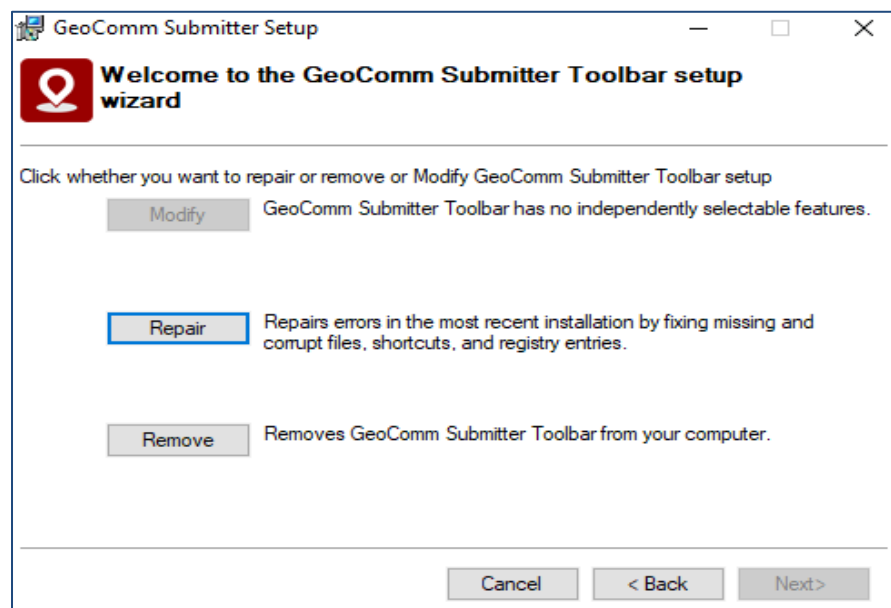 GeoComm Submitter Setup
Welcome to the GeoComm Submitter Toolbar setup
wizard
Click whether you want to repair or remove or Modify GeoComm Submitter Toolbar setup
Modify GeoComm Submitter Toolbar has no independently selectable features.
Repair Repairs errors in the most recent installation by fixing missing and
corrupt files, shortcuts, and registry entries.
Remove Removes GeoComm Submitter Toolbar from your computer.
Cancel < Back Next>